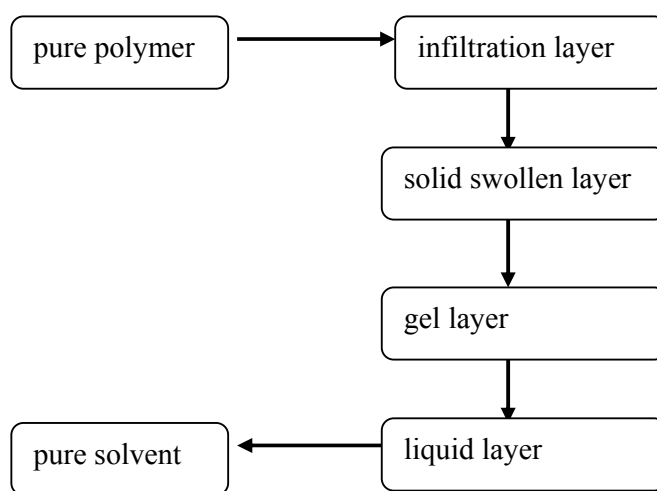 pure polymer
infiltration layer
solid swollen layer
gel layer
liquid layer
pure solvent